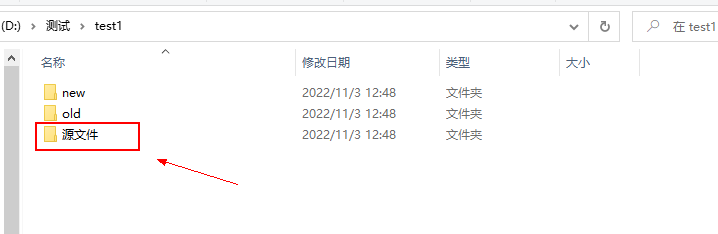 (D:) > 测试 > test1
在 test1
名称 修改日期 类型 大小
new 2022/11/3 12:48 文件夹
old 2022/11/3 12:48 文件夹
源文件 2022/11/3 12:48 文件夹